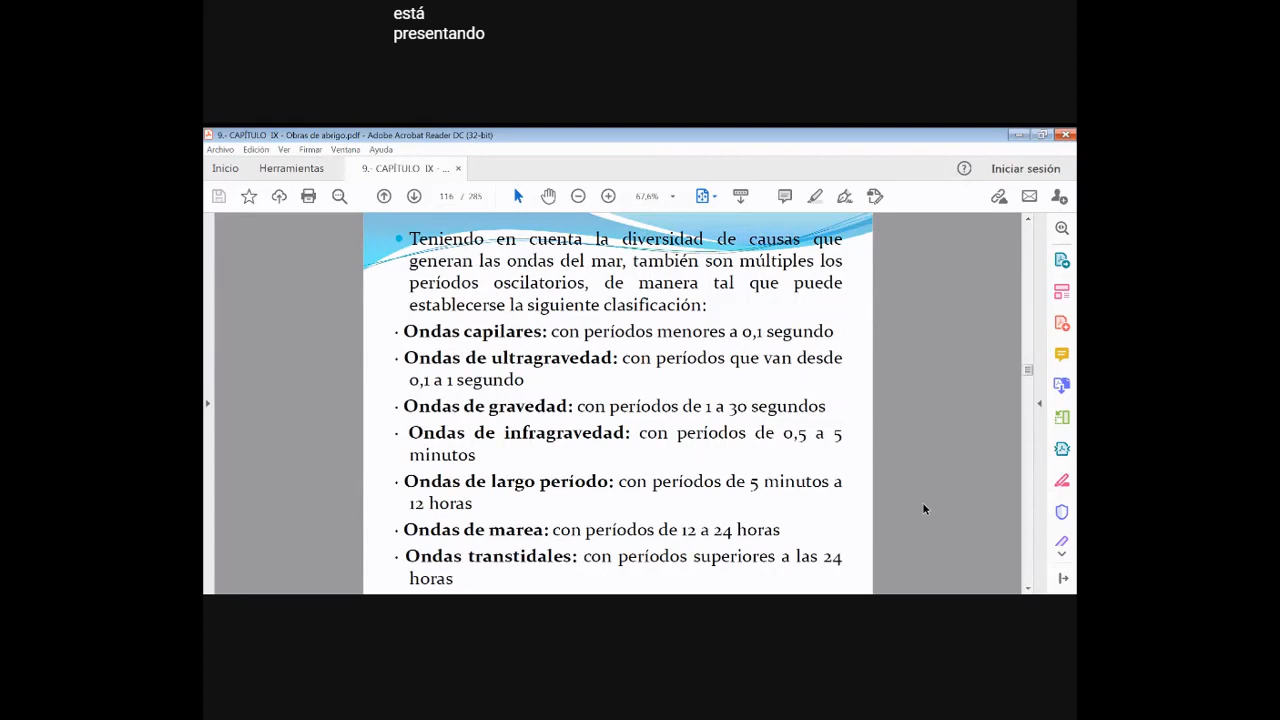 está
presentando
9.- CAPÍTULO IX - Obras de abrigo.pdf - Adobe Acrobat Reader DC (32-bit)
Archivo Edición Ver Firmar Ventana Ayuda
Inicio Herramientas 9.- CAPÍTULO IX - ... × Iniciar sesión
116 / 285 67,6%
• Teniendo en cuenta la diversidad de causas que
generan las ondas del mar, también son múltiples los
períodos oscilatorios, de manera tal que puede
establecerse la siguiente clasificación:
· Ondas capilares: con períodos menores a 0,1 segundo
· Ondas de ultragravedad: con períodos que van desde
0,1 a 1 segundo
· Ondas de gravedad: con períodos de 1 a 30 segundos
· Ondas de infragravedad: con períodos de 0,5 a 5
minutos
· Ondas de largo período: con períodos de 5 minutos a
12 horas
· Ondas de marea: con períodos de 12 a 24 horas
· Ondas transtidales: con períodos superiores a las 24
horas